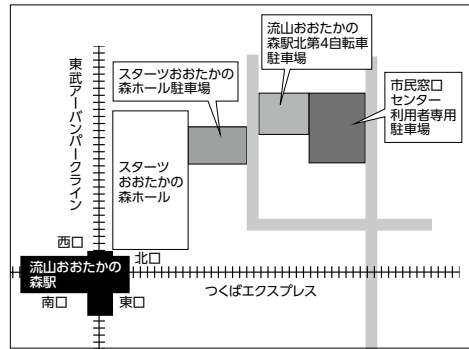 流山おおたかの
森駅北第4自転車
駐車場
スターツおおたかの
森ホール駐車場
市民窓口
センター
利用者専用
駐車場
東武アーバンパークライン
スターツ
おおたかの
森ホール
西口
北口
流山おおたかの
森駅
南口
東口
つくばエクスプレス